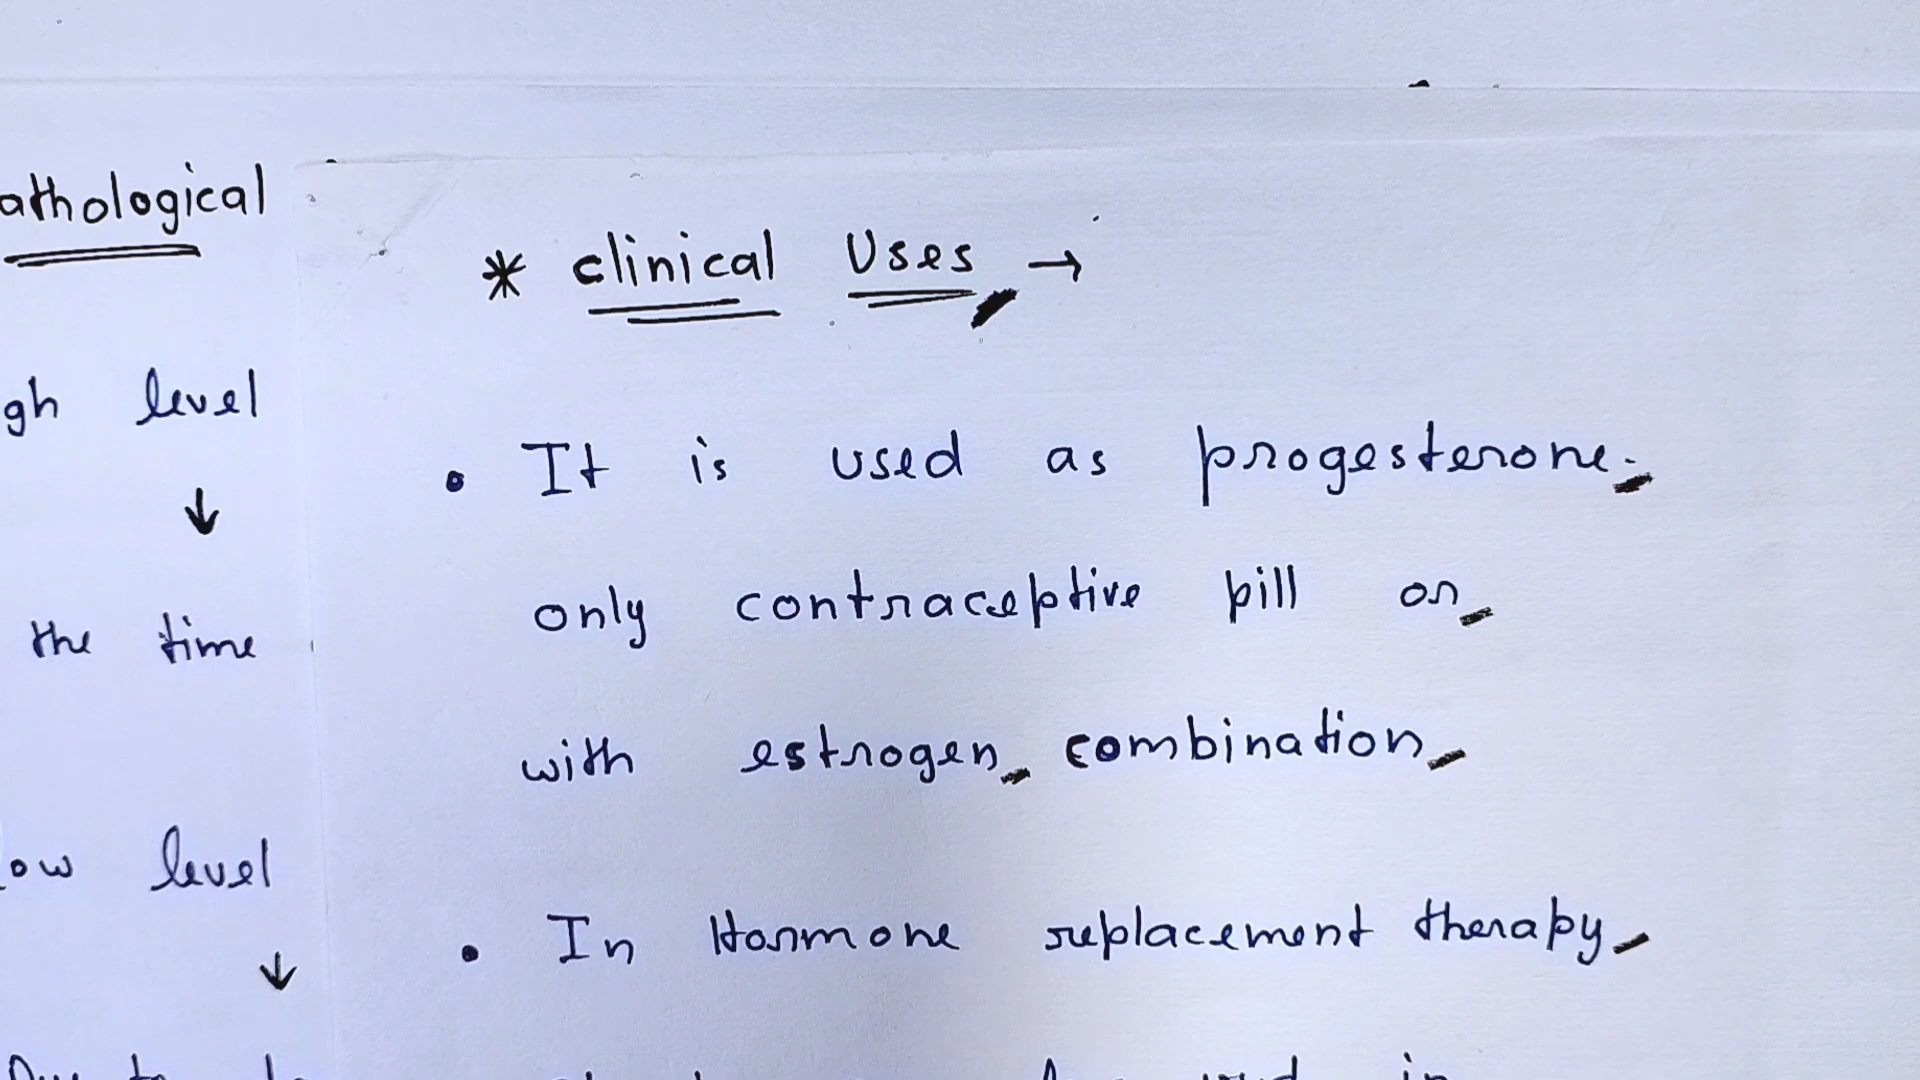 athological
gh level
↓
the time
ow level
↓
* clinical Uses →
• It is used as progesterone-
only contraceptive pill or
with estrogen combination
• In Hormone replacement therapy